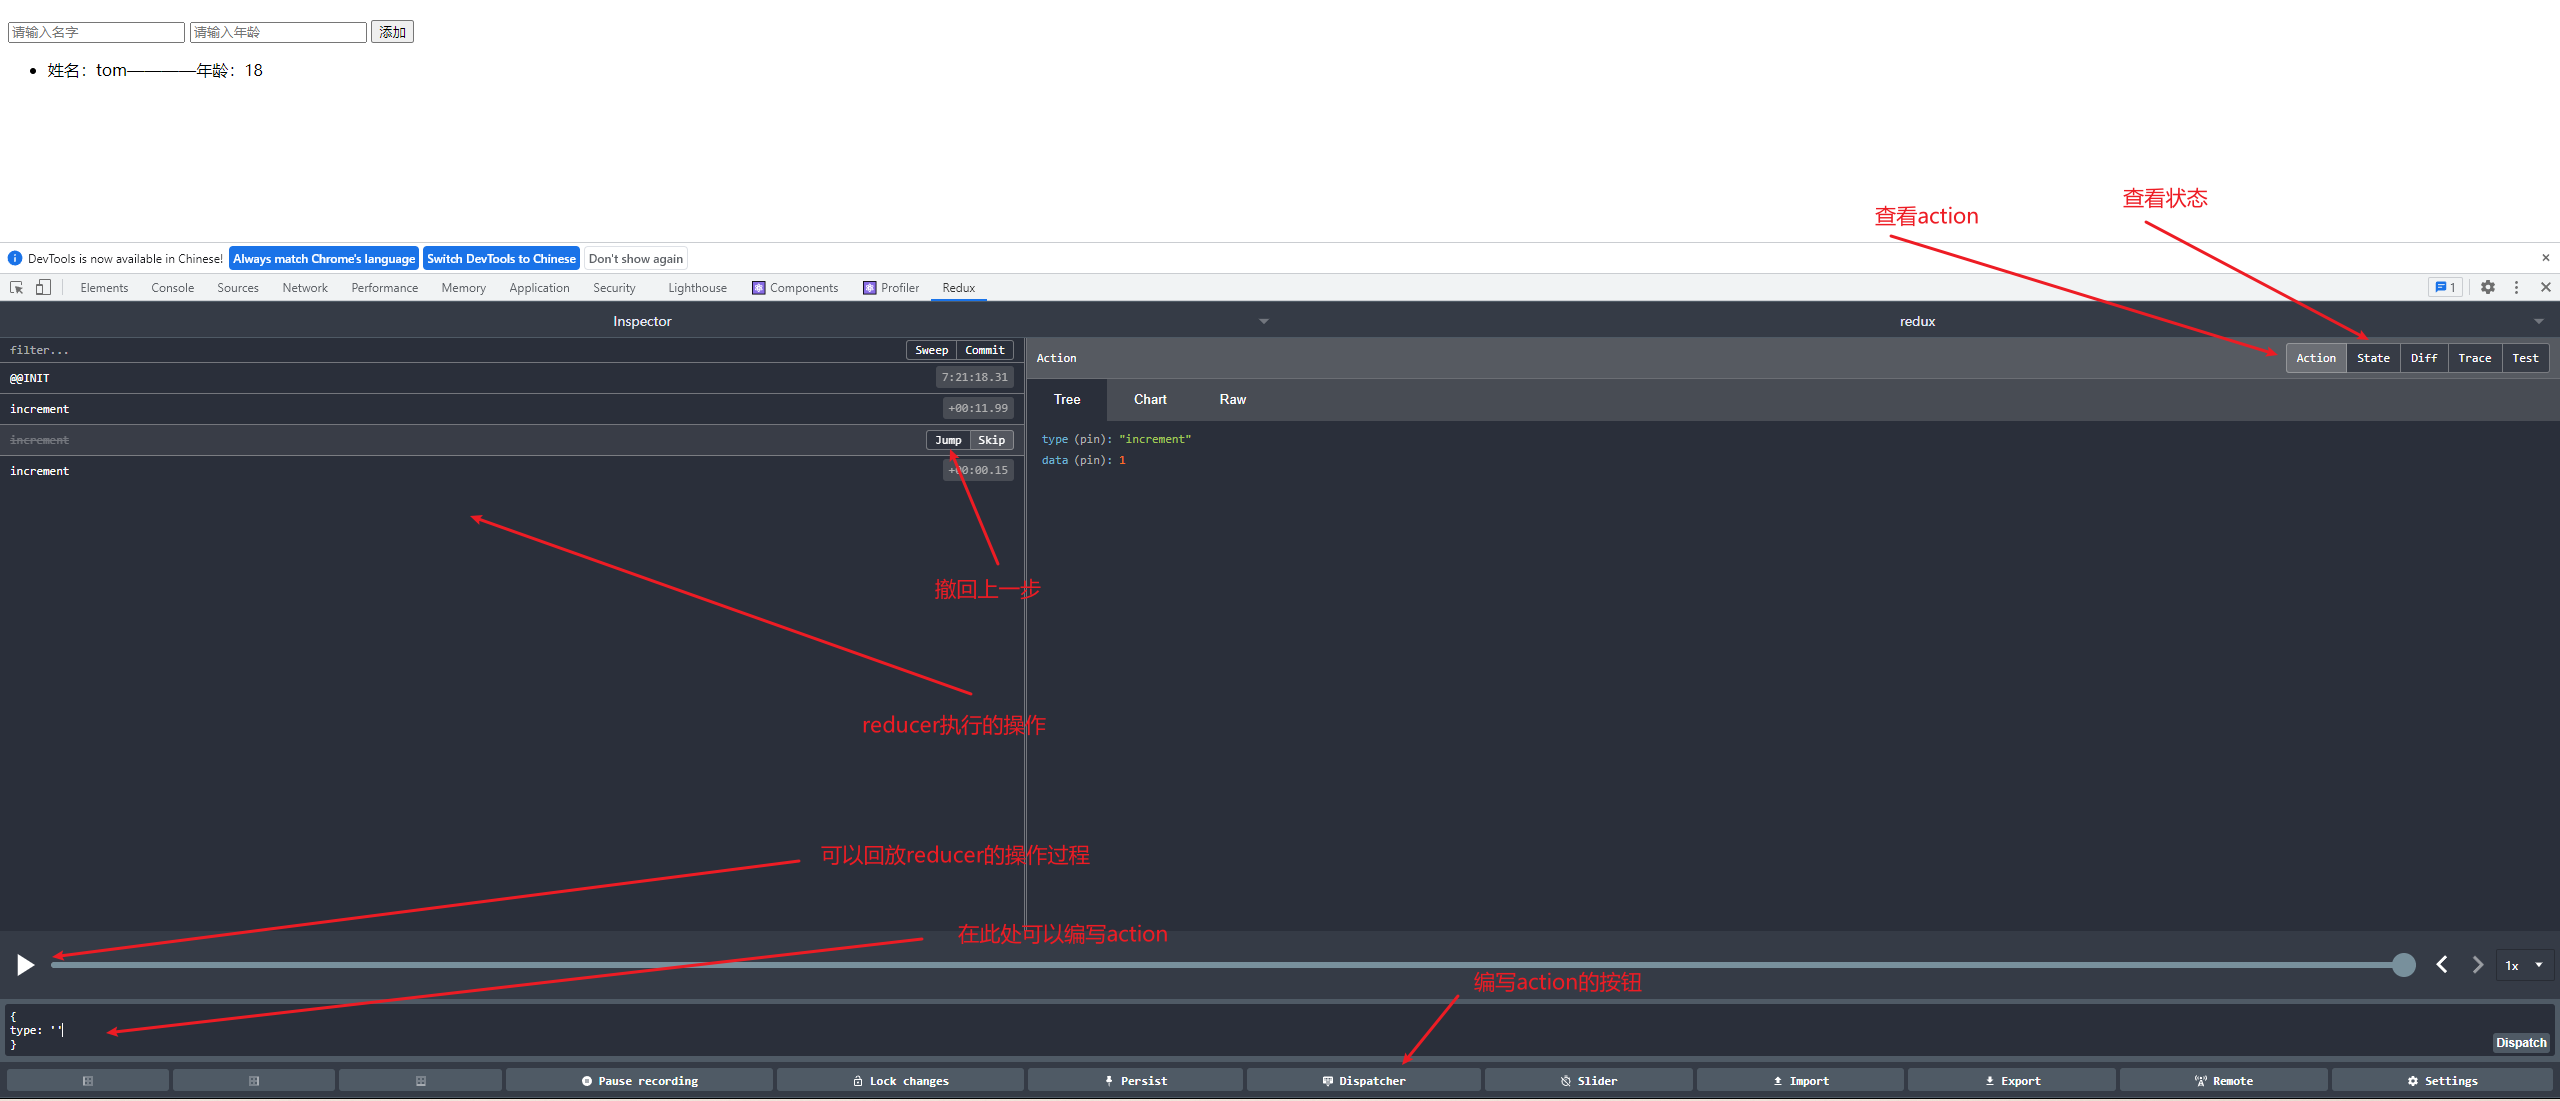 请输入名字 请输入年龄 添加
姓名：tom————年龄：18
查看状态
查看action
DevTools is now available in Chinese! Always match Chrome's language Switch DevTools to Chinese Don't show again
Elements Console Sources Network Performance Memory Application Security Lighthouse Components Profiler Redux 1
Inspector redux
filter... Sweep Commit
Action Action State Diff Trace Test
@@INIT 7:21:18.31
Tree Chart Raw
increment +00:11.99
increment Jump Skip
type (pin): "increment"
data (pin): 1
increment +00:00.15
撤回上一步
reducer执行的操作
可以回放reducer的操作过程
在此处可以编写action
1x
编写action的按钮
{
type: ''
}
Dispatch
Pause recording Lock changes Persist Dispatcher Slider Import Export Remote Settings